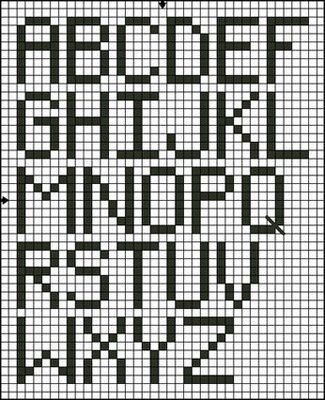 ABCDEF
GHIJKL
MNOPQ
RSTUV
WXYZ